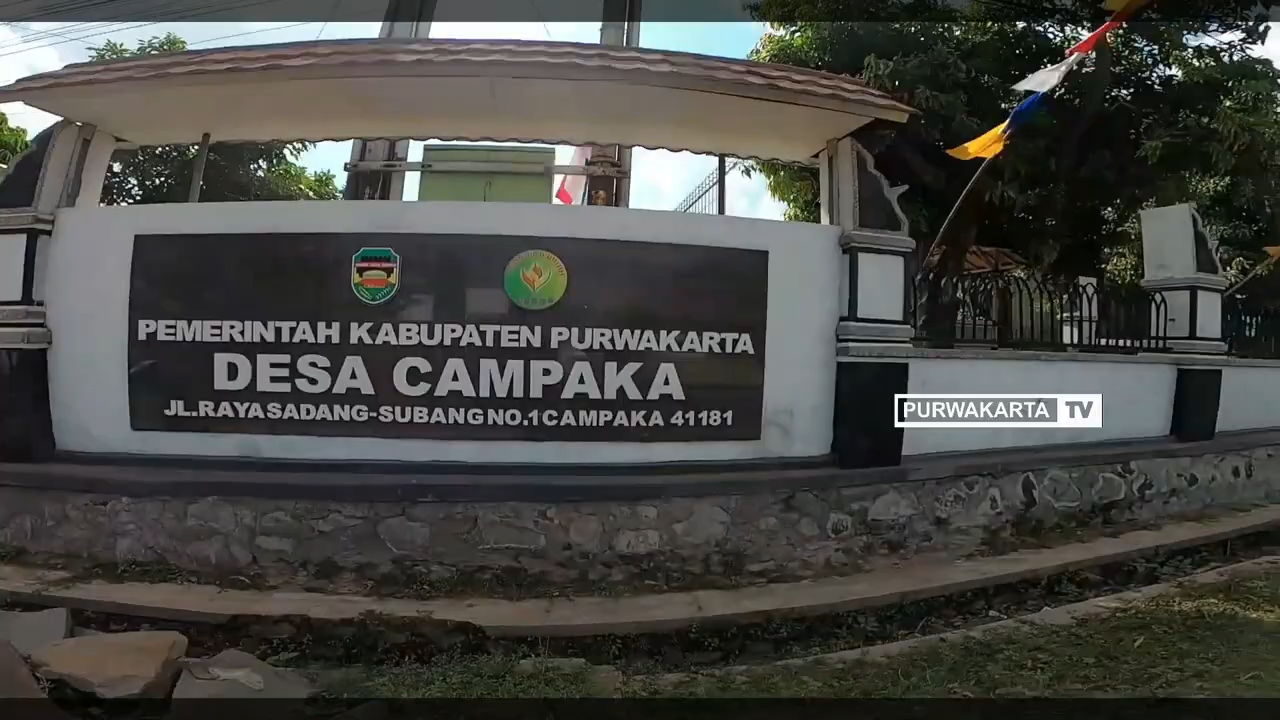 PEMERINTAH KABUPATEN PURWAKARTA
DESA CAMPAKA
JL.RAYA SADANG-SUBANG NO.1 CAMPAKA 41181
PURWAKARTA TV